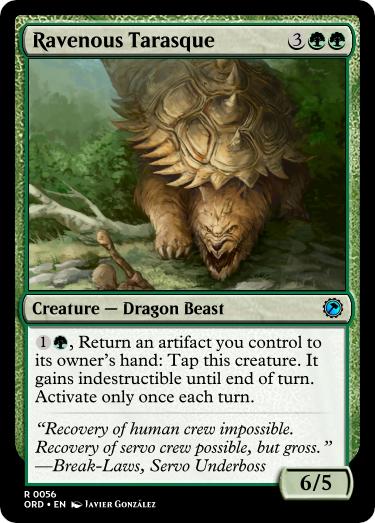 Ravenous Tarasque 3
Creature — Dragon Beast
1, Return an artifact you control to
its owner's hand: Tap this creature. It
gains indestructible until end of turn.
Activate only once each turn.
“Recovery of human crew impossible.
Recovery of servo crew possible, but gross.”
—Break-Laws, Servo Underboss
6/5
R 0056
ORD • EN Javier González